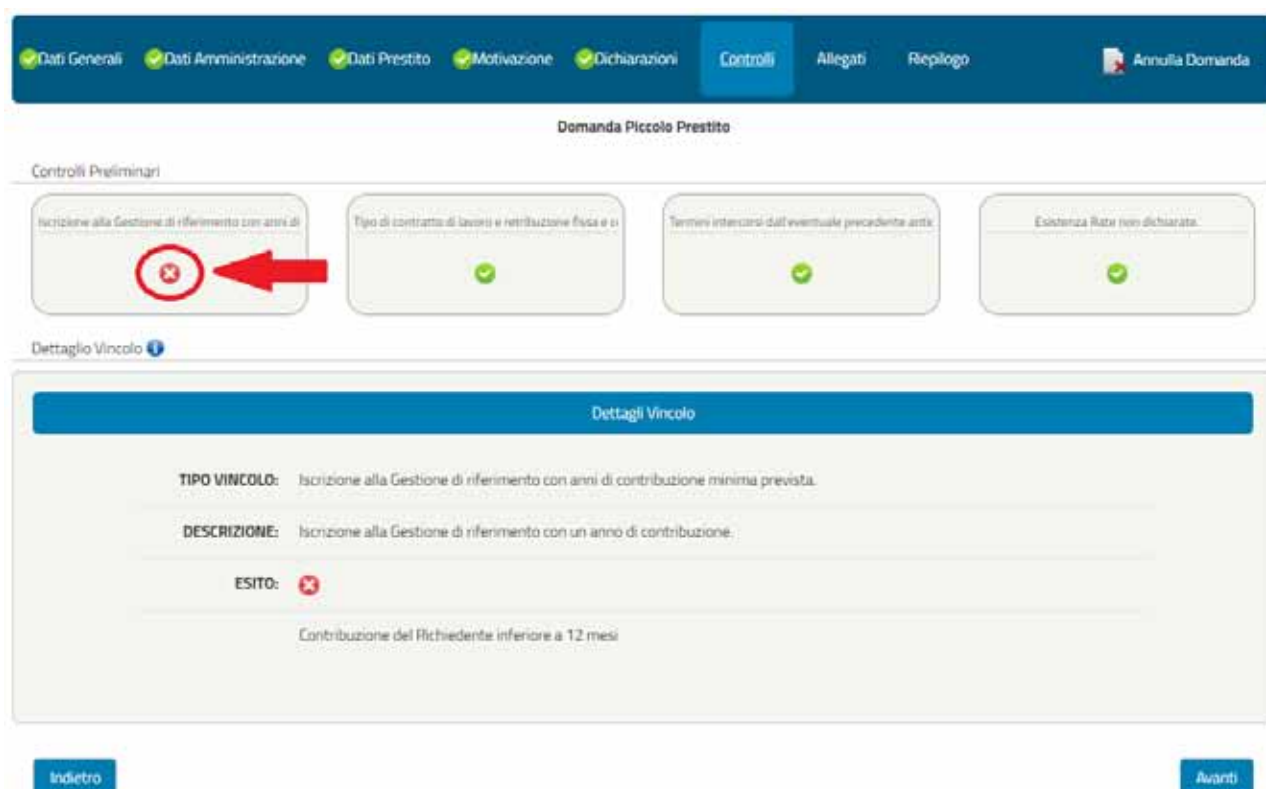 Dati Generali Dati Amministrazione Dati Prestito Motivazione Dichiarazioni Controlli Allegati Riepilogo Annulla Domanda
Domanda Piccolo Prestito
Controlli Preliminari
Iscrizione alla Gestione di riferimento con anni di
Tipo di contratto di lavoro e retribuzione fissa e
Termini intercorsi dall'eventuale precedente
Esistenza Rate non dichiarate.
Dettaglio Vincolo
Dettagli Vincolo
TIPO VINCOLO: Iscrizione alla Gestione di riferimento con anni di contribuzione minima prevista.
DESCRIZIONE: Iscrizione alla Gestione di riferimento con un anno di contribuzione.
ESITO:
Contribuzione del Richiedente inferiore a 12 mesi
Indietro Avanti